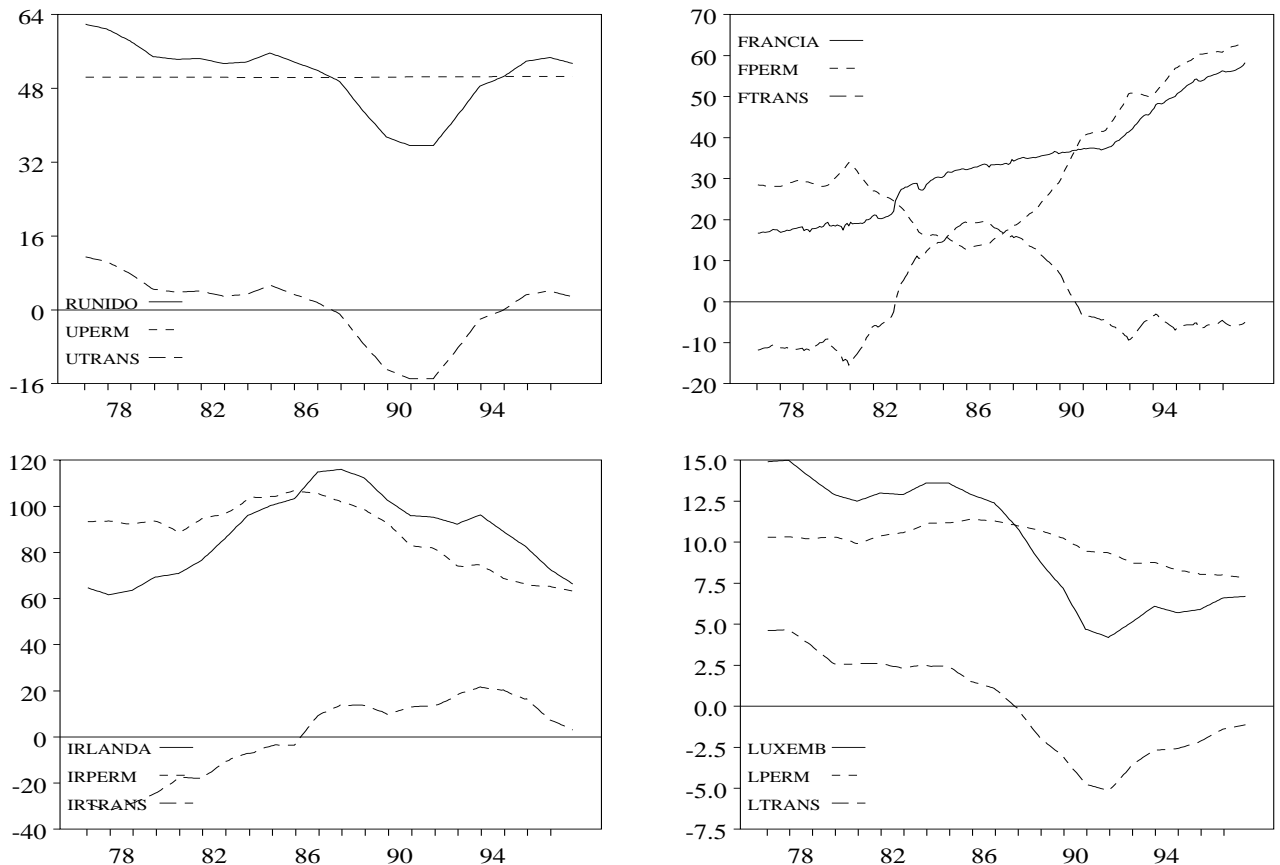 64
48
32
16
0
-16
RUNIDO
UPERM
UTRANS
78 82 86 90 94
70
60
50
40
30
20
10
0
-10
-20
FRANCIA
FPERM
FTRANS
78 82 86 90 94
120
100
80
60
40
20
0
-20
-40
IRLANDA
IRPERM
IRTRANS
78 82 86 90 94
15.0
12.5
10.0
7.5
5.0
2.5
0.0
-2.5
-5.0
-7.5
LUXEMB
LPERM
LTRANS
78 82 86 90 94